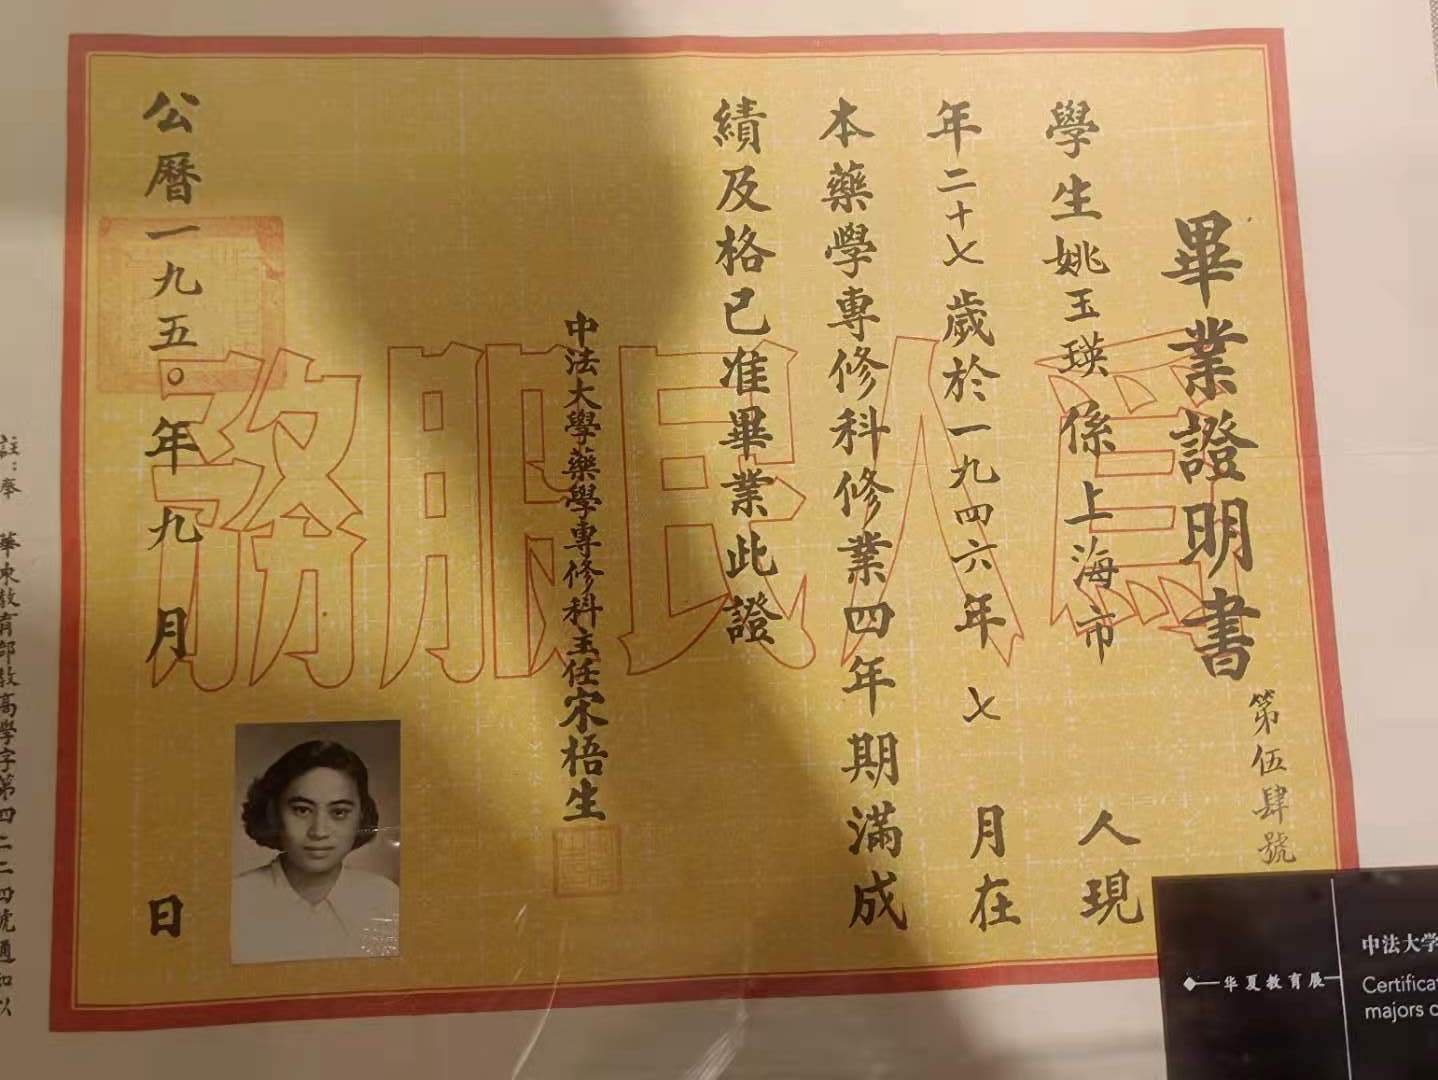 畢業證明書
第伍肆號
學生姚玉瑛係上海市人現
年二十七歲於一九四六年七月在
本藥學專修科修業四年期滿成
績及格已准畢業此證
中法大學藥學專修科主任宋梧生
公曆一九五〇年九月日
為人民服務
註：奉華東教育部教高學字第四二二四號通知以
华夏教育展
中法大学
Certifica
majors o